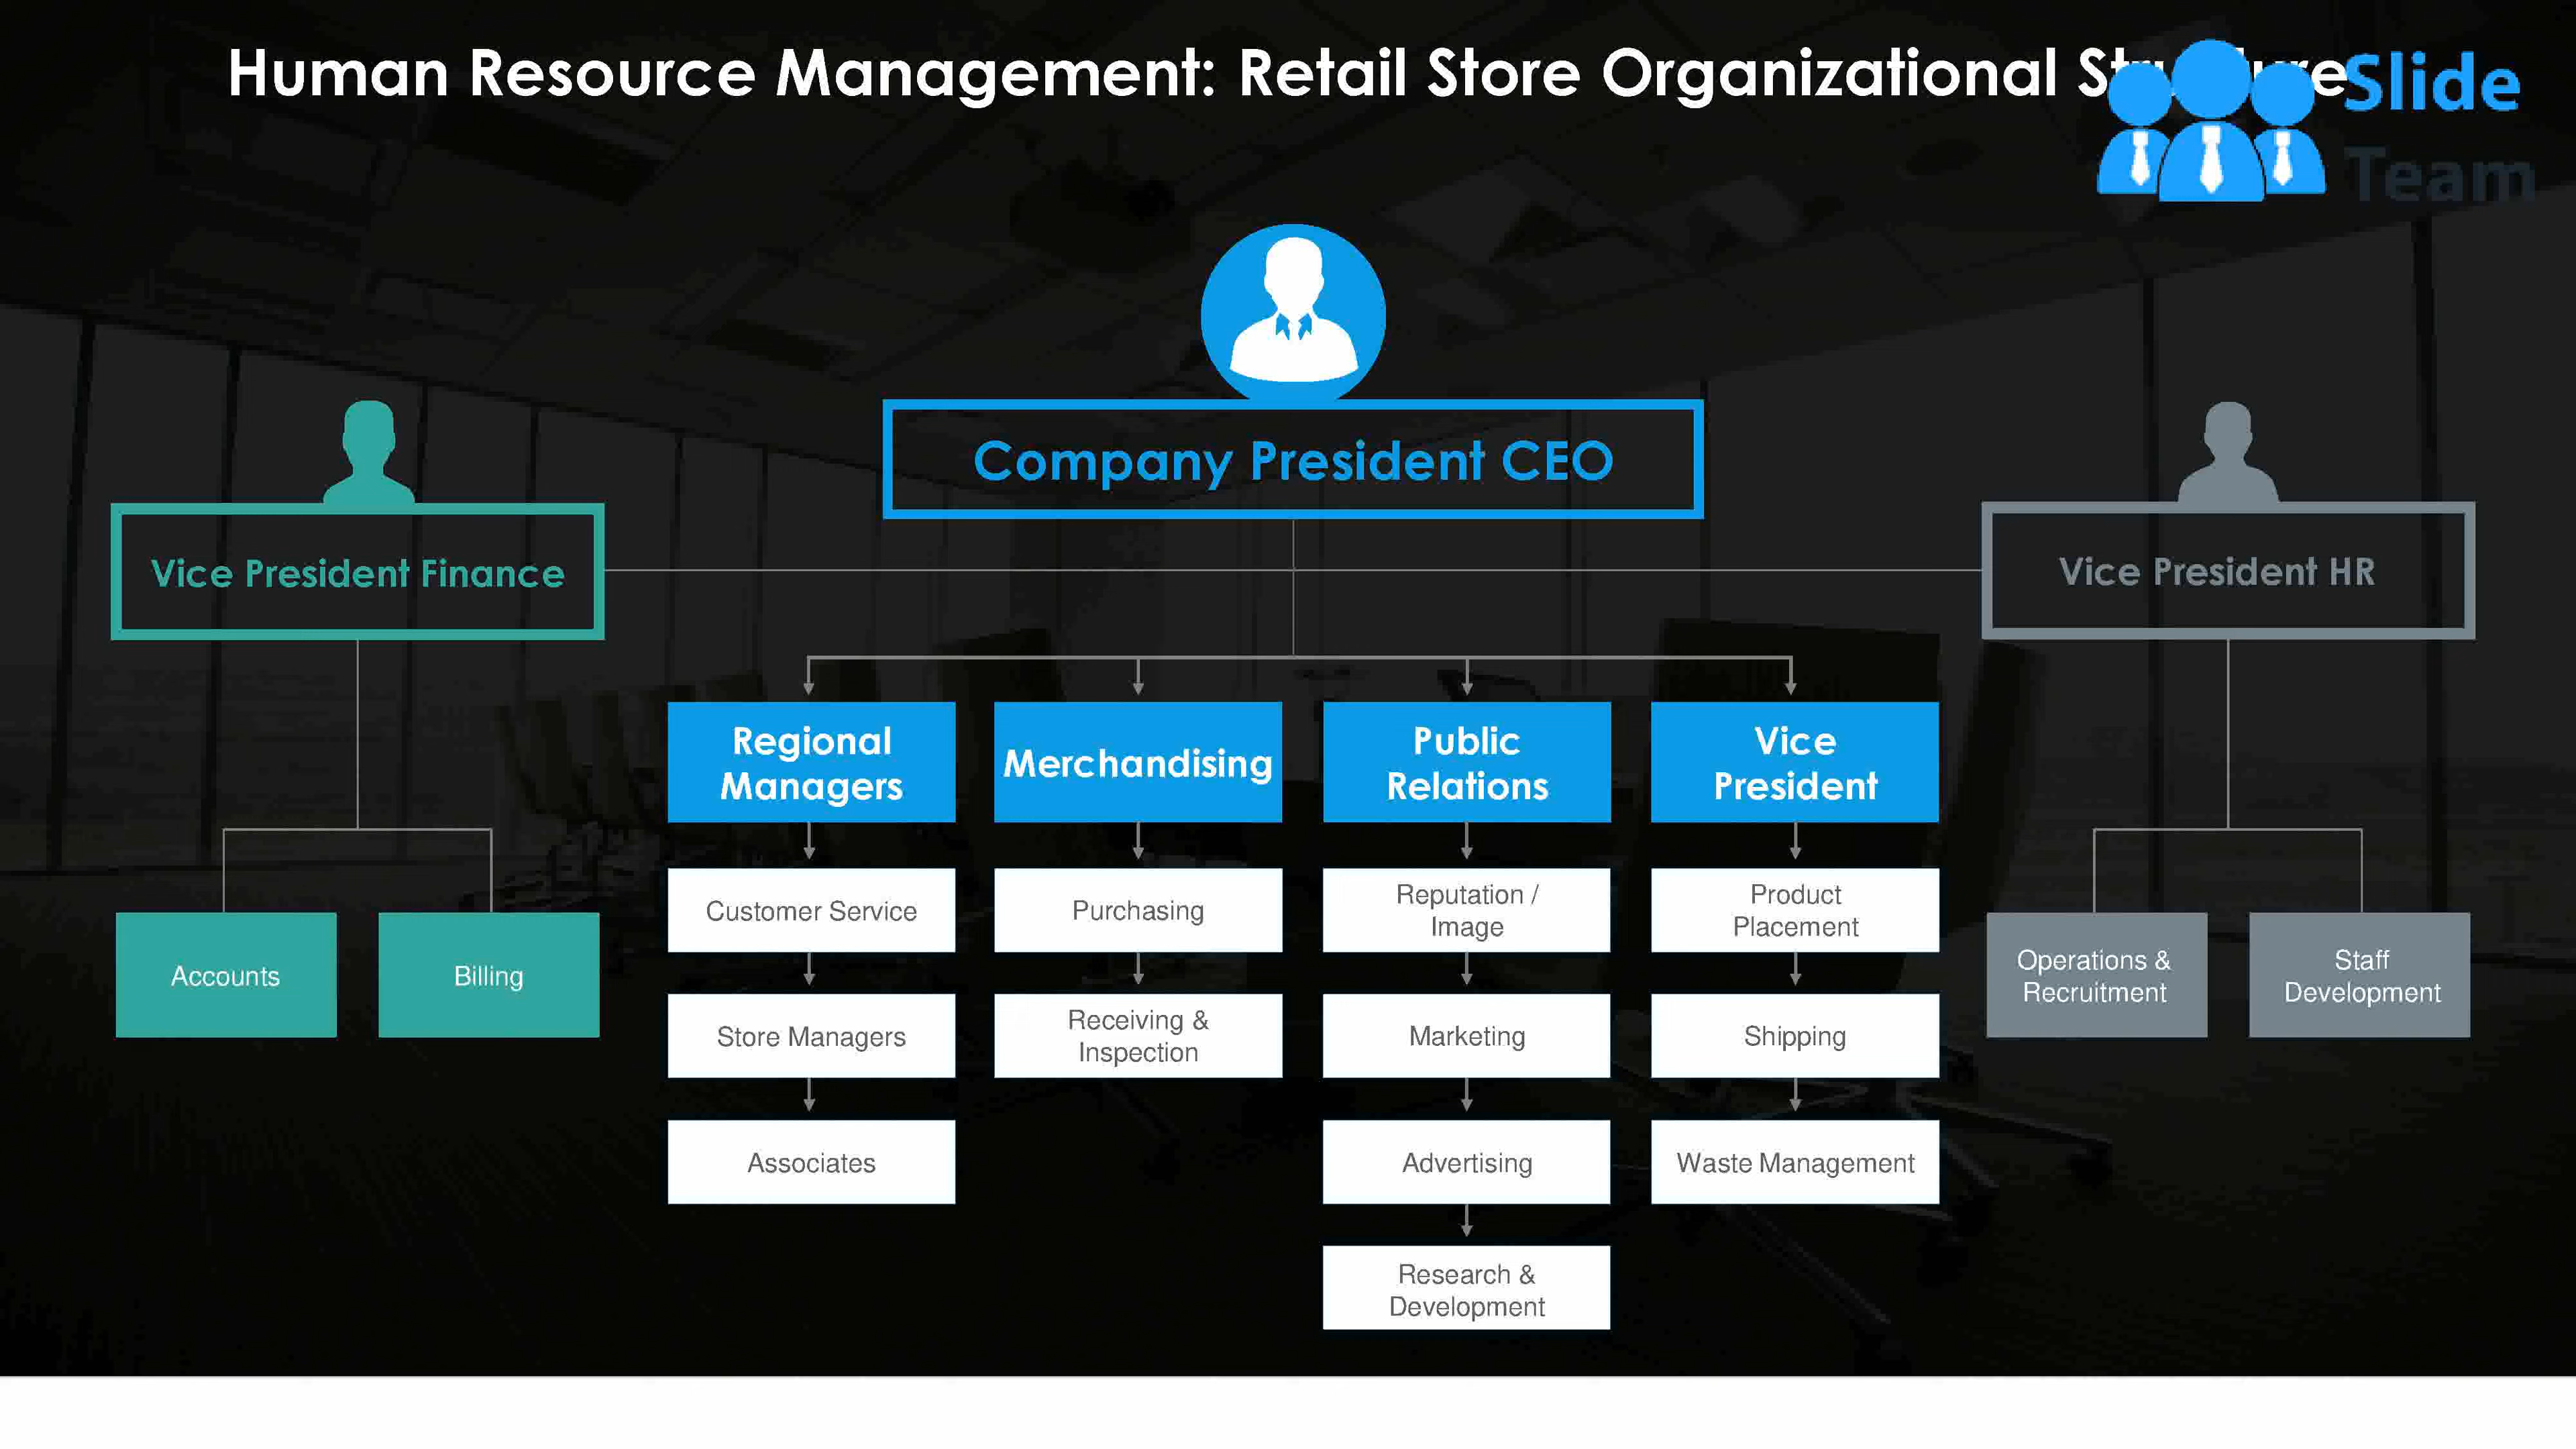 Human Resource Management: Retail Store Organizational
Slide
Team
Company President CEO
Vice President Finance
Vice President HR
Regional
Managers
Merchandising
Public
Relations
Vice
President
Customer Service
Purchasing
Reputation /
Image
Product
Placement
Accounts
Billing
Operations &
Recruitment
Staff
Development
Store Managers
Receiving &
Inspection
Marketing
Shipping
Associates
Advertising
Waste Management
Research &
Development